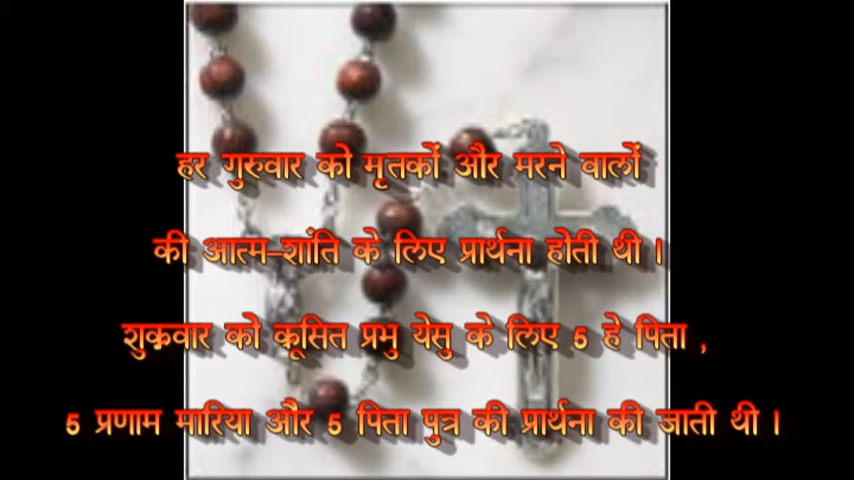 हर गुरुवार को मृतकों और मरने वालों
की आत्म–शांति के लिए प्रार्थना होती थी ।
शुक्रवार को क्रूसित प्रभु येसु के लिए 5 हे पिता ,
5 प्रणाम मारिया और 5 पिता पुत्र की प्रार्थना की जाती थी ।